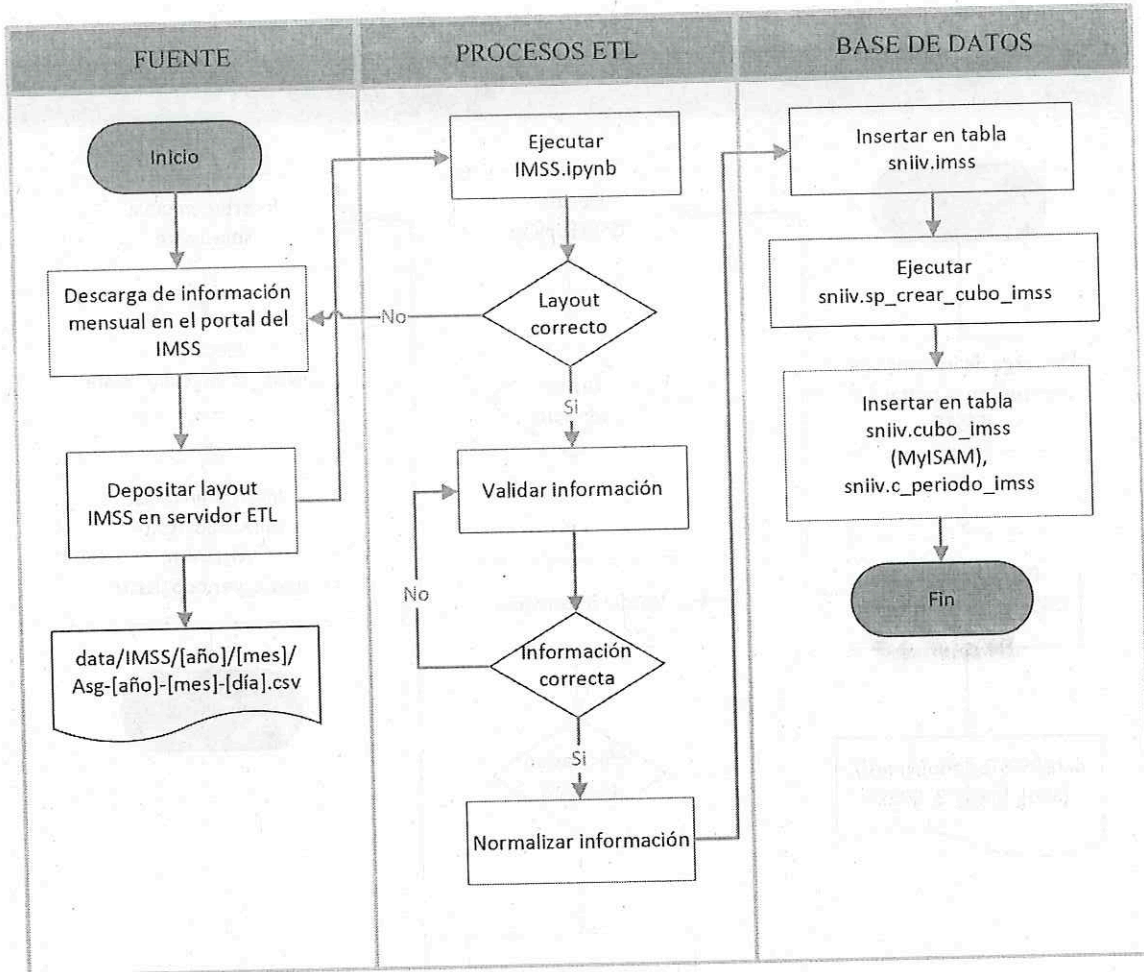 FUENTE
PROCESOS ETL
BASE DE DATOS
Inicio
Descarga de información
mensual en el portal del
IMSS
Depositar layout
IMSS en servidor ETL
data/IMSS/[año]/[mes]/
Asg-[año]-[mes]-[día].csv
Ejecutar
IMSS.ipynb
Layout
correcto
No
Si
Validar información
No
Información
correcta
Si
Normalizar información
Insertar en tabla
sniiv.imss
Ejecutar
sniiv.sp_crear_cubo_imss
Insertar en tabla
sniiv.cubo_imss
(MyISAM),
sniiv.c_periodo_imss
Fin